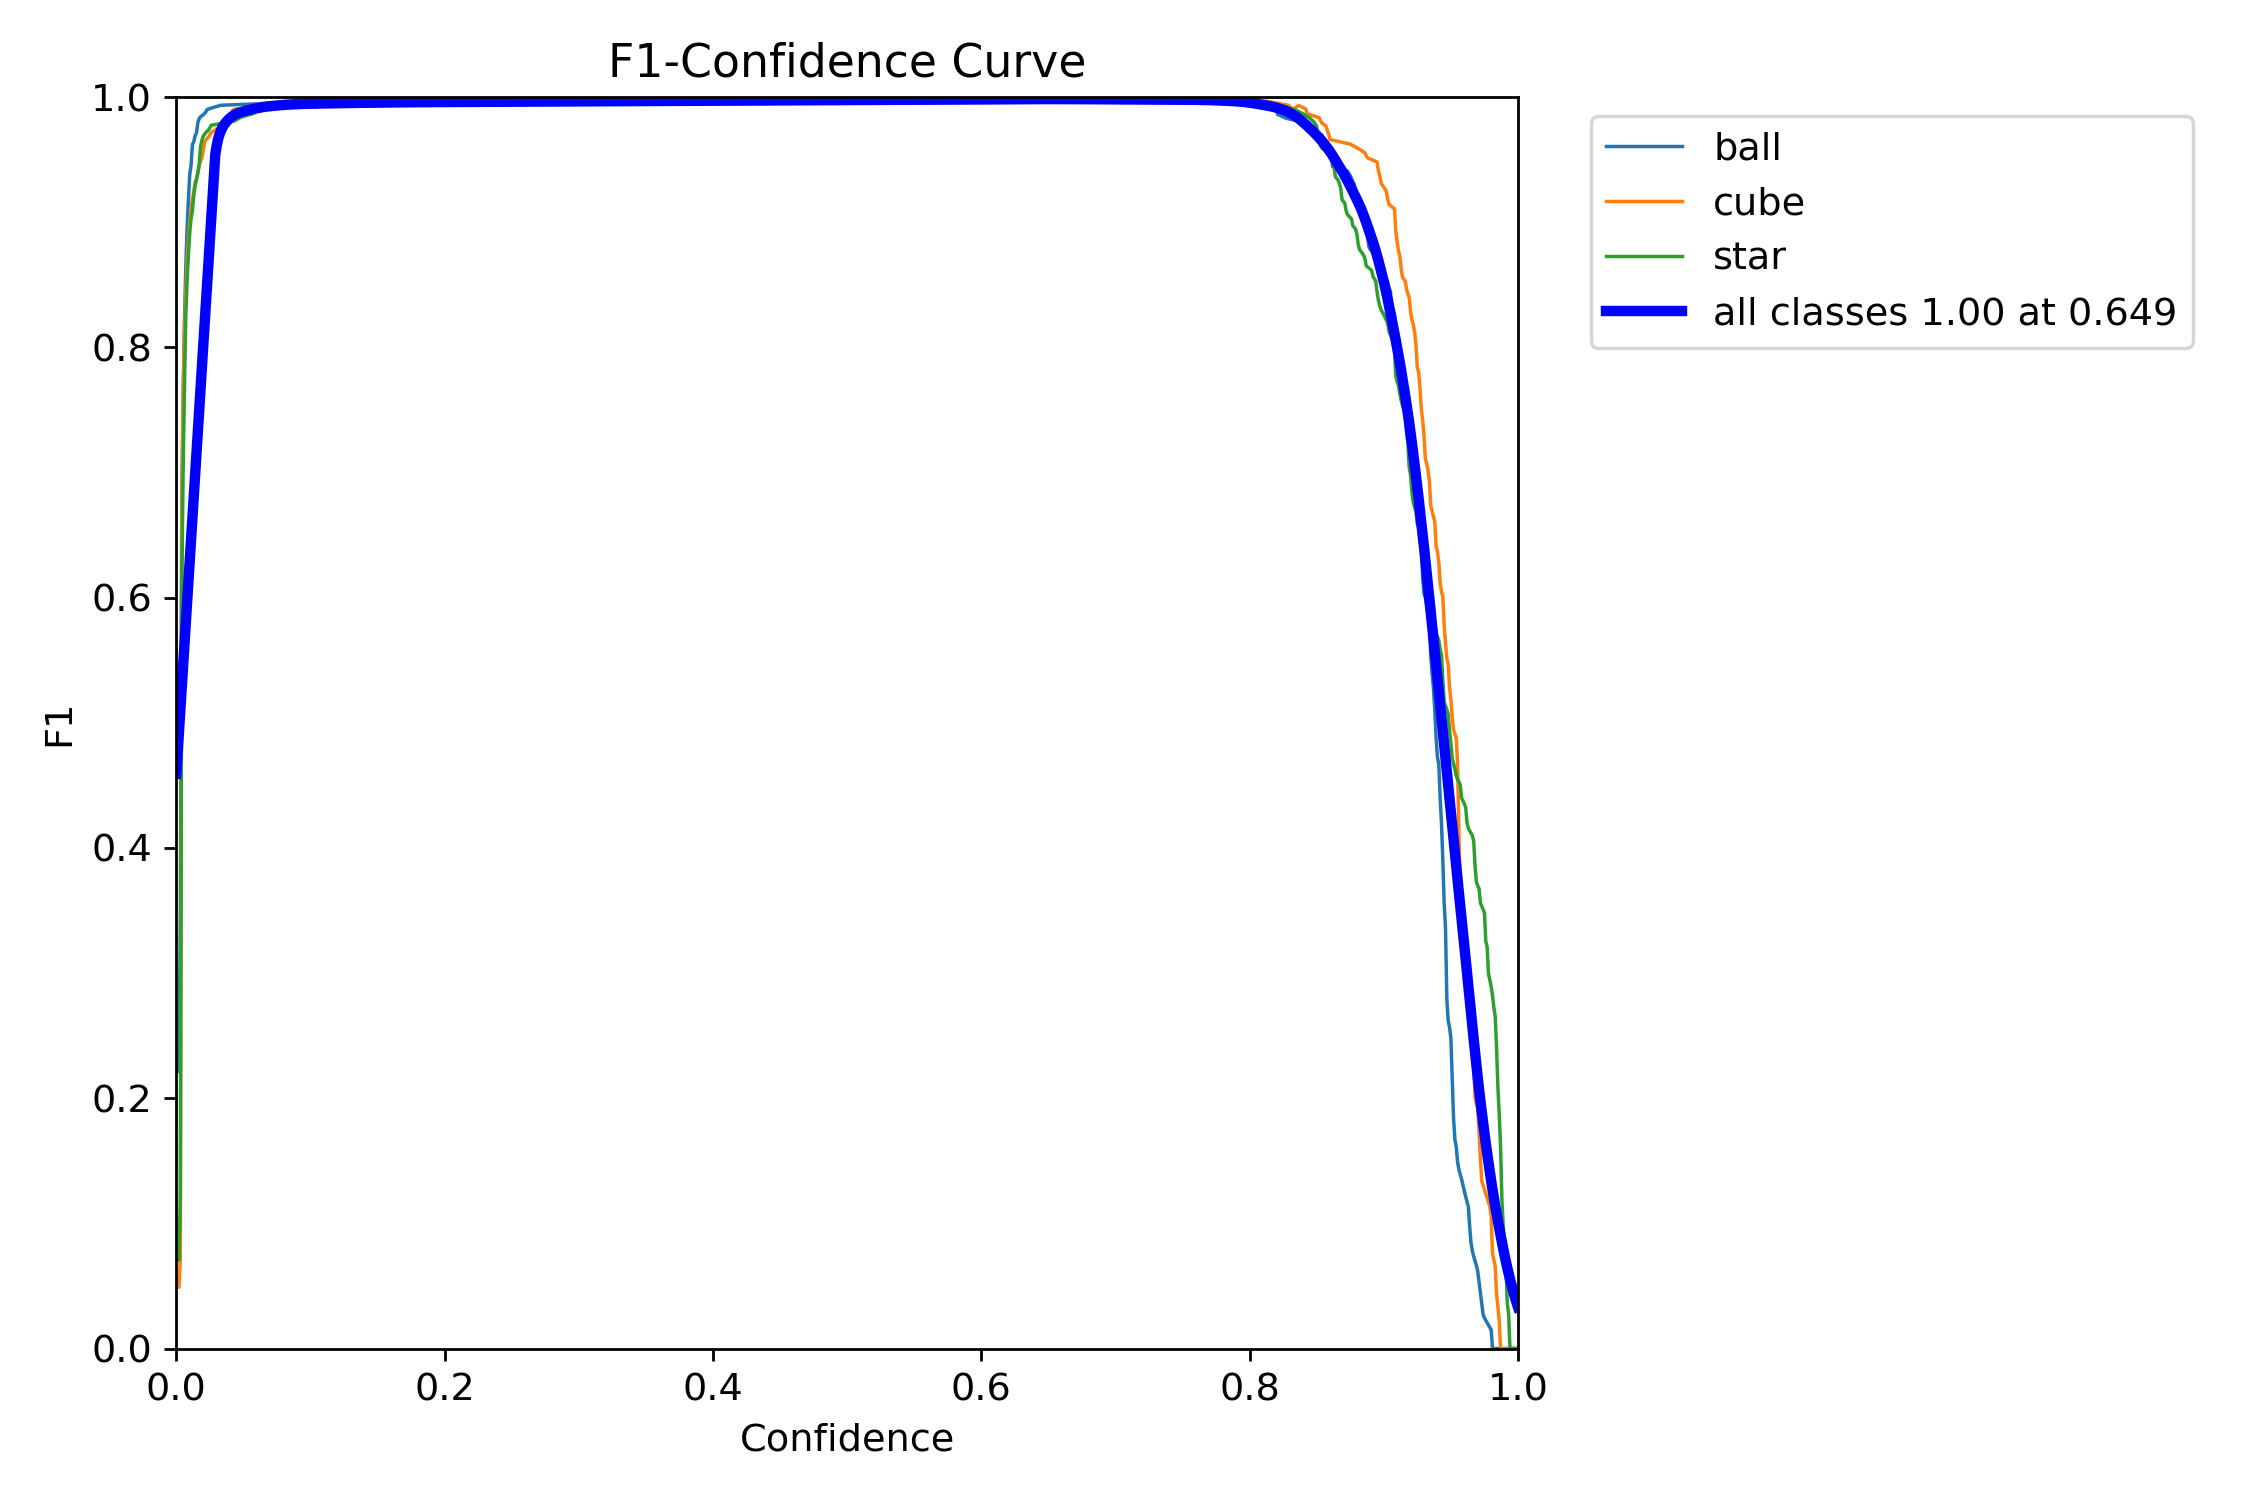 F1-Confidence Curve
1.0
0.8
0.6
0.4
0.2
0.0
F1
0.0 0.2 0.4 0.6 0.8 1.0
Confidence
ball
cube
star
all classes 1.00 at 0.649